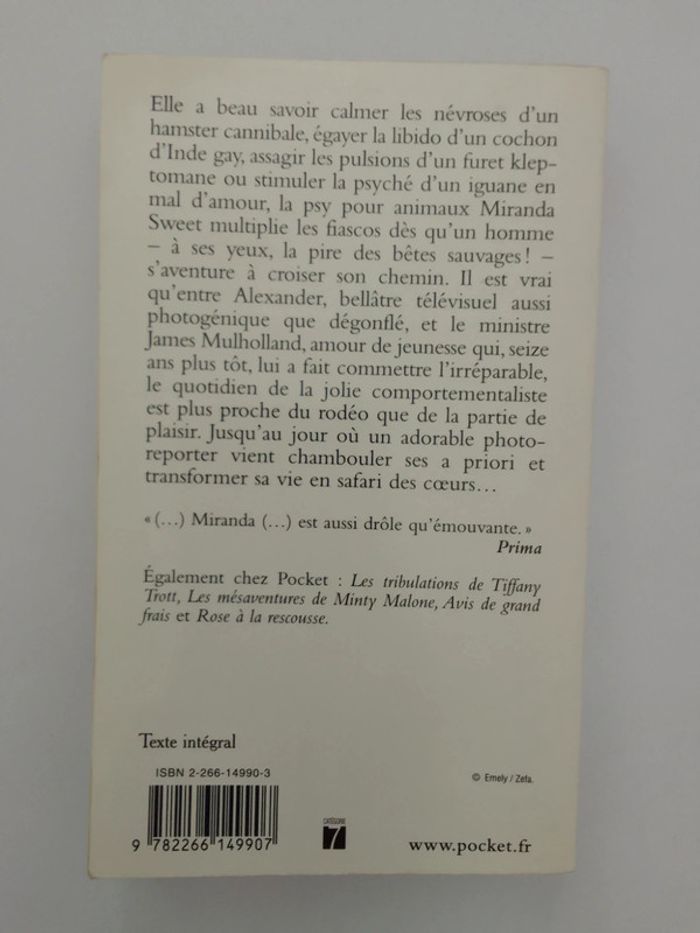 Elle a beau savoir calmer les névroses d'un
hamster cannibale, égayer la libido d'un cochon
d'Inde gay, assagir les pulsions d'un furet klep-
tomane ou stimuler la psyché d'un iguane en
mal d'amour, la psy pour animaux Miranda
Sweet multiplie les fiascos dès qu'un homme
– à ses yeux, la pire des bêtes sauvages ! –
s'aventure à croiser son chemin. Il est vrai
qu'entre Alexander, bellâtre télévisuel aussi
photogénique que dégonflé, et le ministre
James Mulholland, amour de jeunesse qui, seize
ans plus tôt, lui a fait commettre l'irréparable,
le quotidien de la jolie comportementaliste
est plus proche du rodéo que de la partie de
plaisir. Jusqu'au jour où un adorable photo-
reporter vient chambouler ses a priori et
transformer sa vie en safari des cœurs…
« (…) Miranda (…) est aussi drôle qu'émouvante. »
Prima
Également chez Pocket : Les tribulations de Tiffany
Trott, Les mésaventures de Minty Malone, Avis de grand
frais et Rose à la rescousse.
Texte intégral
ISBN 2-266-14990-3
© Emely / Zefa.
CATÉGORIE
7
9 782266 149907
www.pocket.fr